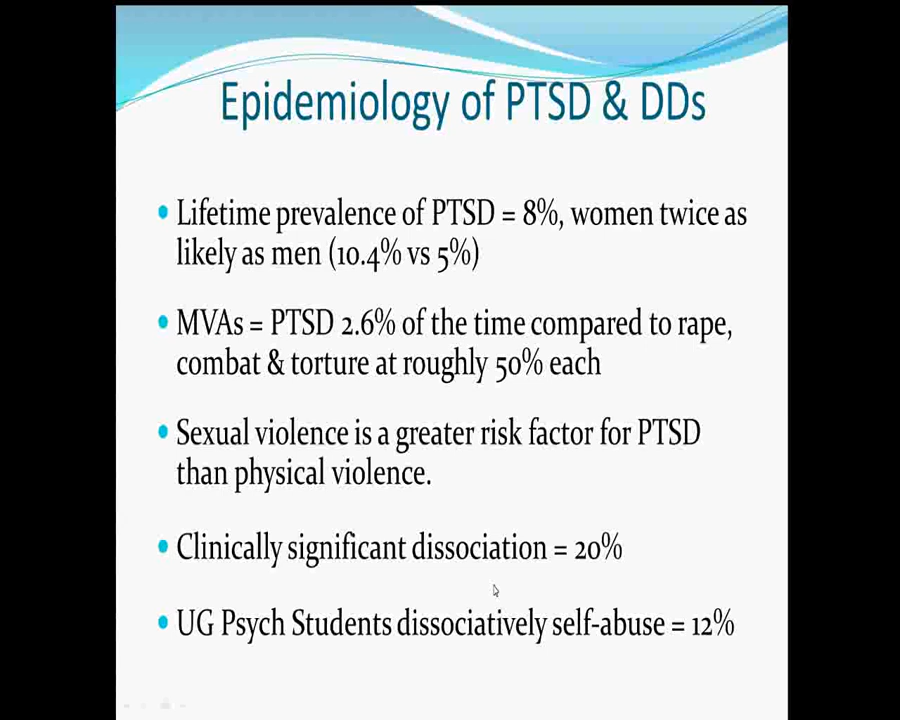 Epidemiology of PTSD & DDs
• Lifetime prevalence of PTSD = 8%, women twice as
likely as men (10.4% vs 5%)
• MVAs = PTSD 2.6% of the time compared to rape,
combat & torture at roughly 50% each
• Sexual violence is a greater risk factor for PTSD
than physical violence.
• Clinically significant dissociation = 20%
• UG Psych Students dissociatively self-abuse = 12%